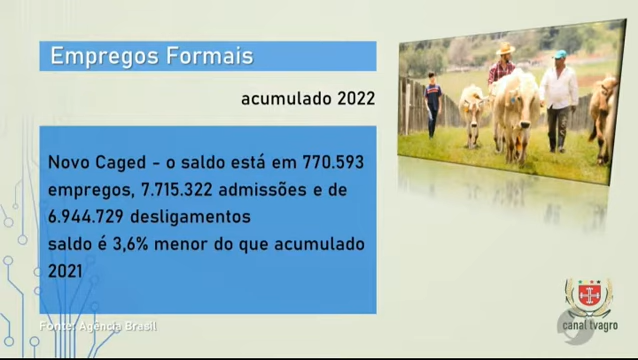 Empregos Formais
acumulado 2022
Novo Caged - o saldo está em 770.593
empregos, 7.715.322 admissões e de
6.944.729 desligamentos
saldo é 3,6% menor do que acumulado
2021
Fonte: Agência Brasil
canal tvagro